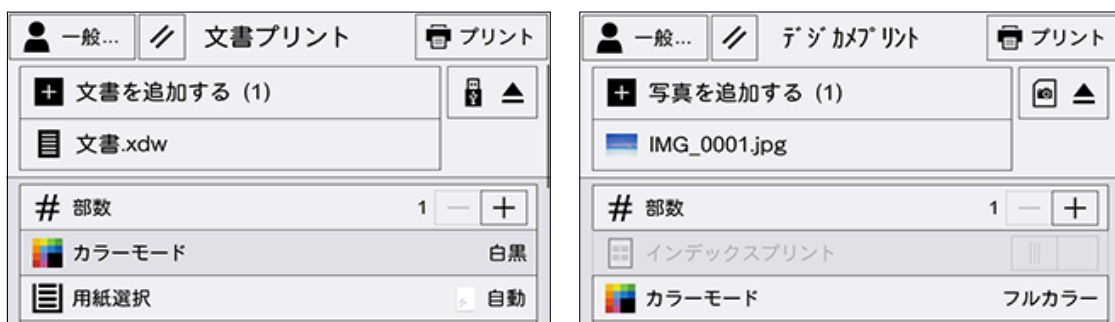 一般... 文書プリント プリント
文書を追加する (1)
文書.xdw
部数 1
カラーモード 白黒
用紙選択 自動
一般... デジカメプリント プリント
写真を追加する (1)
IMG_0001.jpg
部数 1
インデックスプリント
カラーモード フルカラー